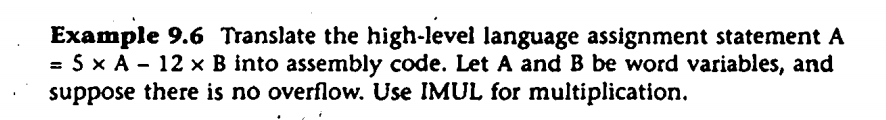 Example 9.6 Translate the high-level language assignment statement A
= 5 × A – 12 × B into assembly code. Let A and B be word variables, and
suppose there is no overflow. Use IMUL for multiplication.